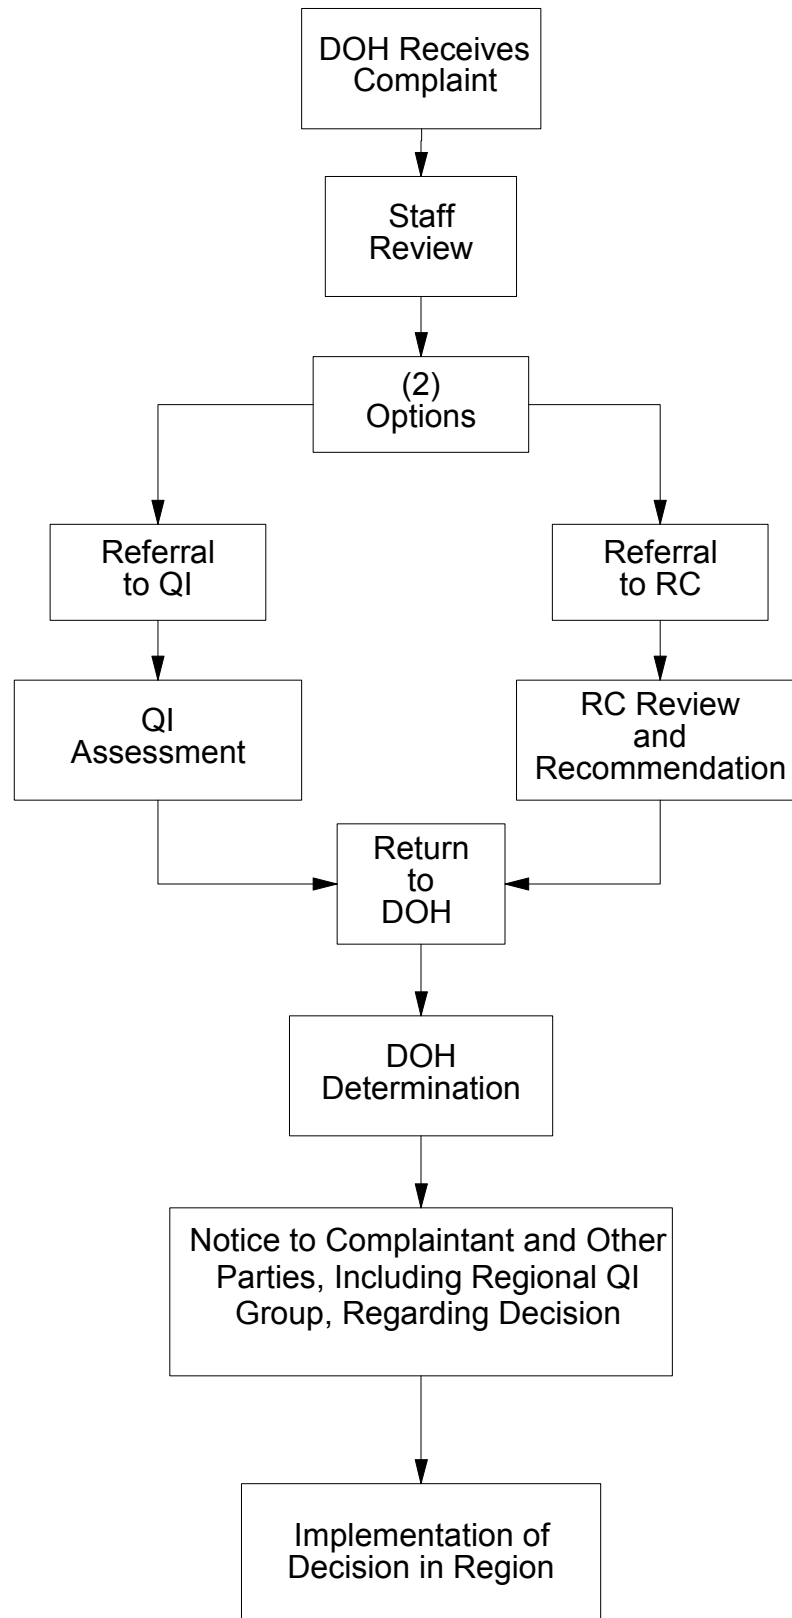 DOH Receives
Complaint
Staff
Review
(2)
Options
Referral
to QI
Referral
to RC
QI
Assessment
RC Review
and
Recommendation
Return
to
DOH
DOH
Determination
Notice to Complaintant and Other
Parties, Including Regional QI
Group, Regarding Decision
Implementation of
Decision in Region